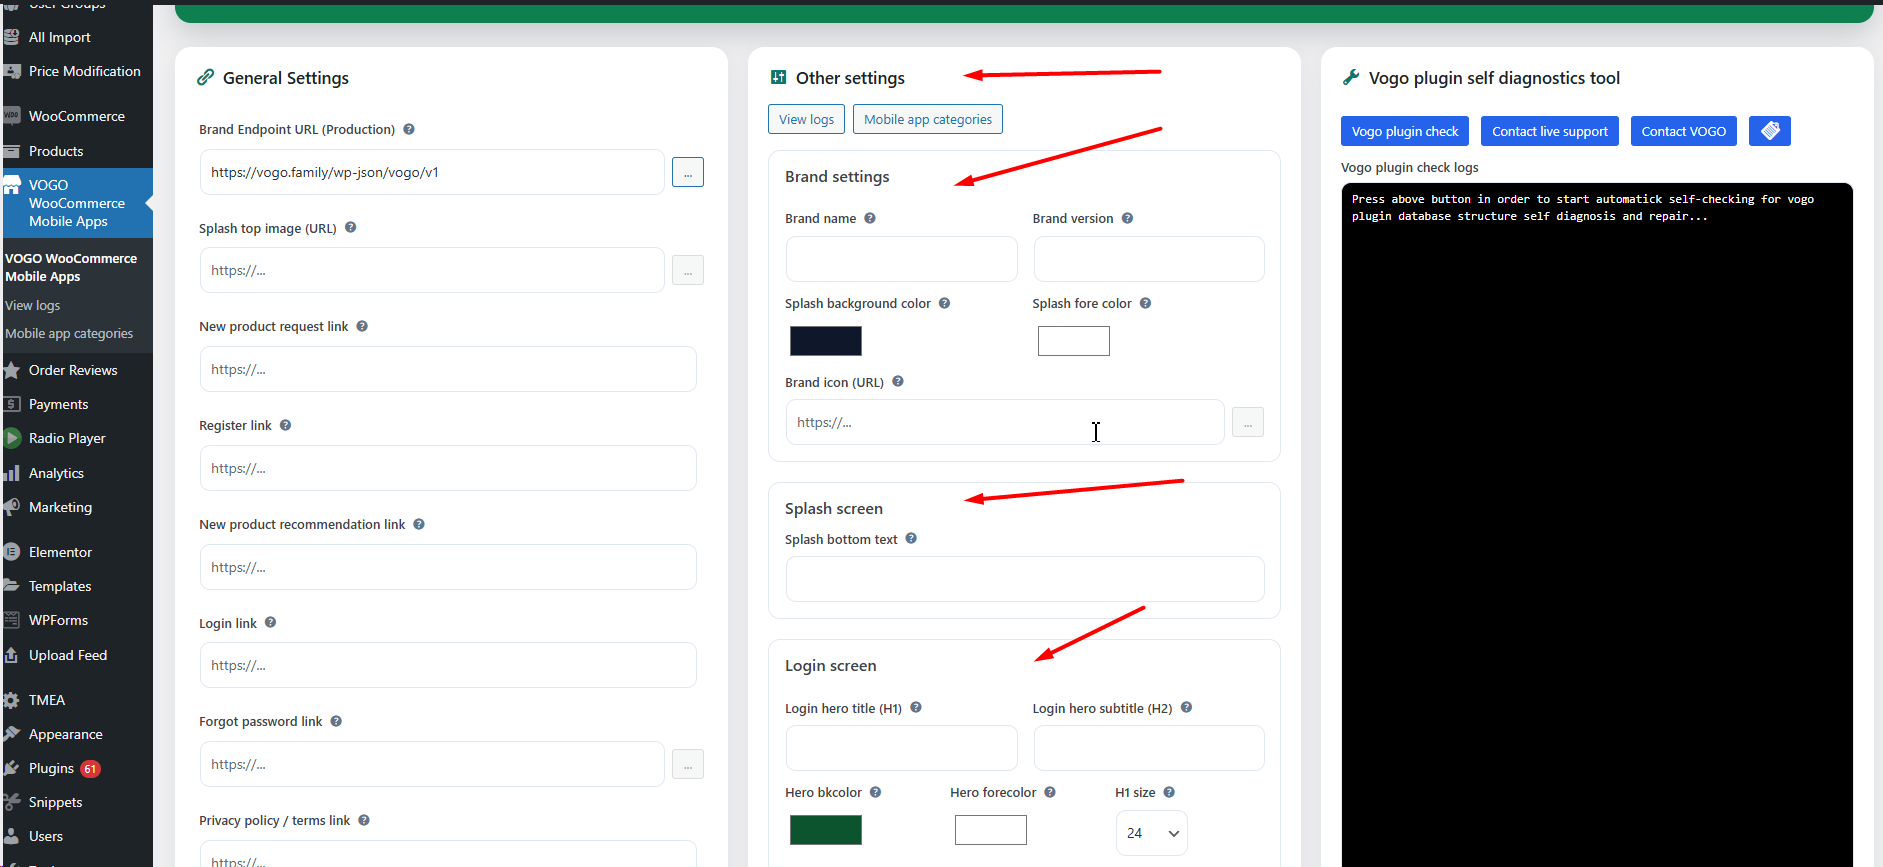 User Groups
All Import
Price Modification
WooCommerce
Products
VOGO
WooCommerce
Mobile Apps
VOGO WooCommerce
Mobile Apps
View logs
Mobile app categories
Order Reviews
Payments
Radio Player
Analytics
Marketing
Elementor
Templates
WPForms
Upload Feed
TMEA
Appearance
Plugins 61
Snippets
Users
General Settings
Brand Endpoint URL (Production)
https://vogo.family/wp-json/vogo/v1
...
Splash top image (URL)
https://...
...
New product request link
https://...
Register link
https://...
New product recommendation link
https://...
Login link
https://...
Forgot password link
https://...
...
Privacy policy / terms link
https://...
Other settings
View logs Mobile app categories
Brand settings
Brand name Brand version
Splash background color Splash fore color
Brand icon (URL)
https://...
...
Splash screen
Splash bottom text
Login screen
Login hero title (H1) Login hero subtitle (H2)
Hero bkcolor Hero forecolor H1 size
24
Vogo plugin self diagnostics tool
Vogo plugin check Contact live support Contact VOGO
Vogo plugin check logs
Press above button in order to start automatick self-checking for vogo
plugin database structure self diagnosis and repair...